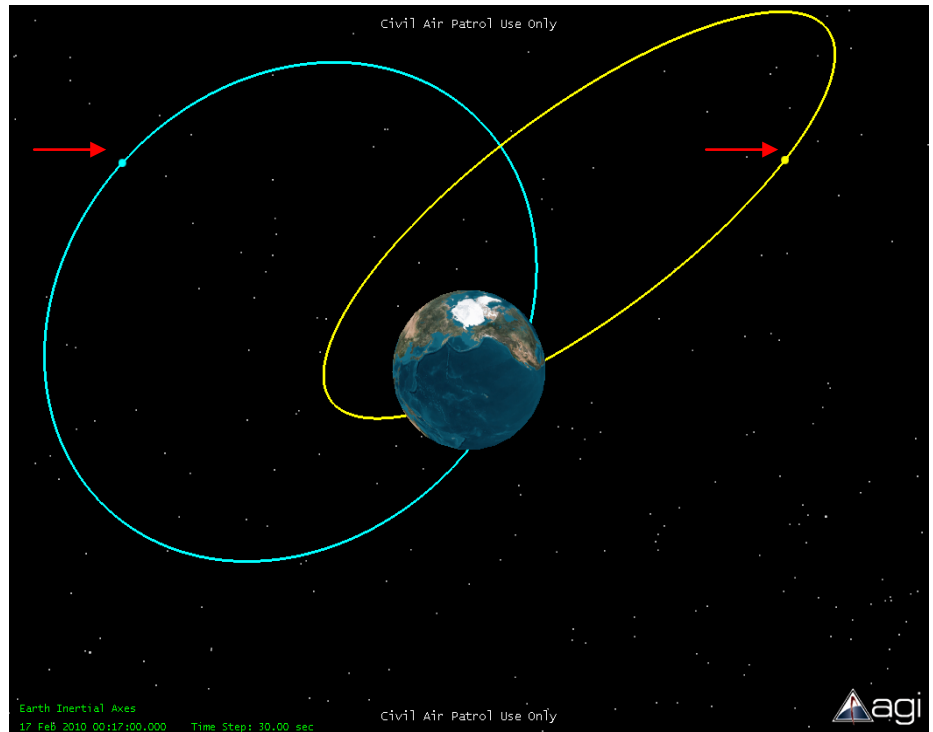 Civil Air Patrol Use Only
Earth Inertial Axes
17 Feb 2010 00:17:00.000 Time Step: 30.00 sec
Civil Air Patrol Use Only
agi